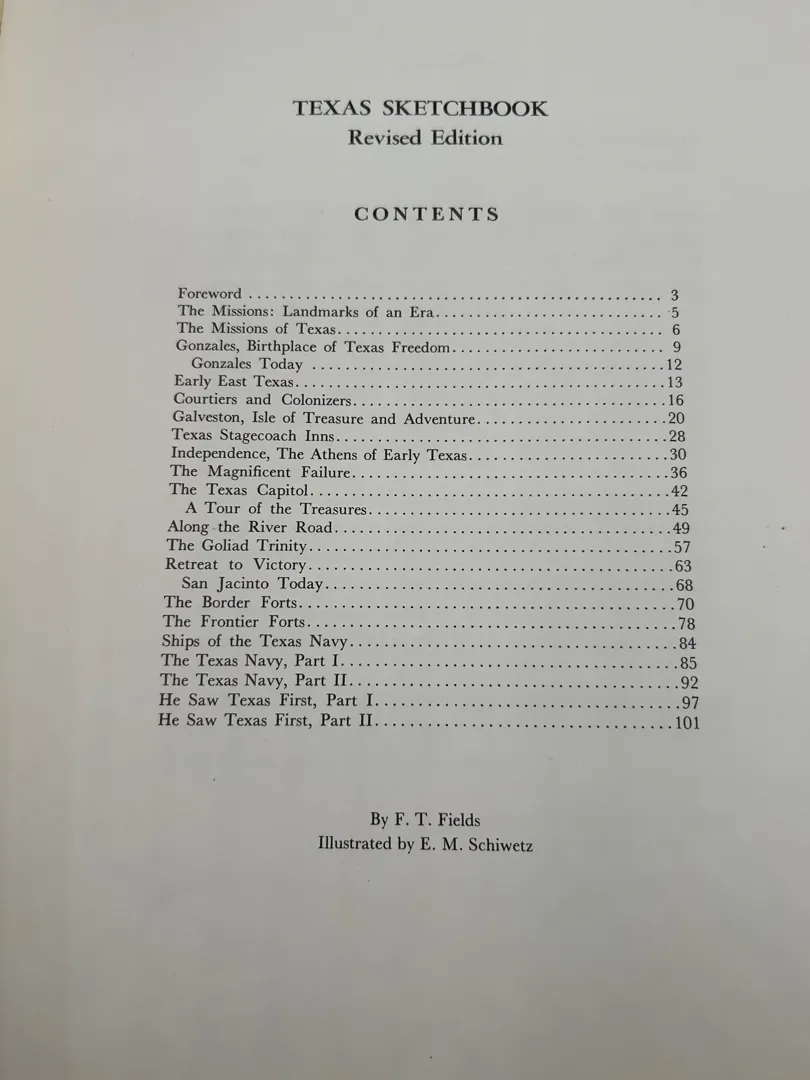 TEXAS SKETCHBOOK
Revised Edition
CONTENTS
Foreword ................................................. 3
The Missions: Landmarks of an Era........................... 5
The Missions of Texas....................................... 6
Gonzales, Birthplace of Texas Freedom......................... 9
Gonzales Today ..........................................12
Early East Texas............................................13
Courtiers and Colonizers.....................................16
Galveston, Isle of Treasure and Adventure.......................20
Texas Stagecoach Inns........................................28
Independence, The Athens of Early Texas........................30
The Magnificent Failure......................................36
The Texas Capitol...........................................42
A Tour of the Treasures....................................45
Along the River Road........................................49
The Goliad Trinity...........................................57
Retreat to Victory...........................................63
San Jacinto Today.........................................68
The Border Forts............................................70
The Frontier Forts...........................................78
Ships of the Texas Navy.......................................84
The Texas Navy, Part I.......................................85
The Texas Navy, Part II......................................92
He Saw Texas First, Part I....................................97
He Saw Texas First, Part II....................................101
By F. T. Fields
Illustrated by E. M. Schiwetz